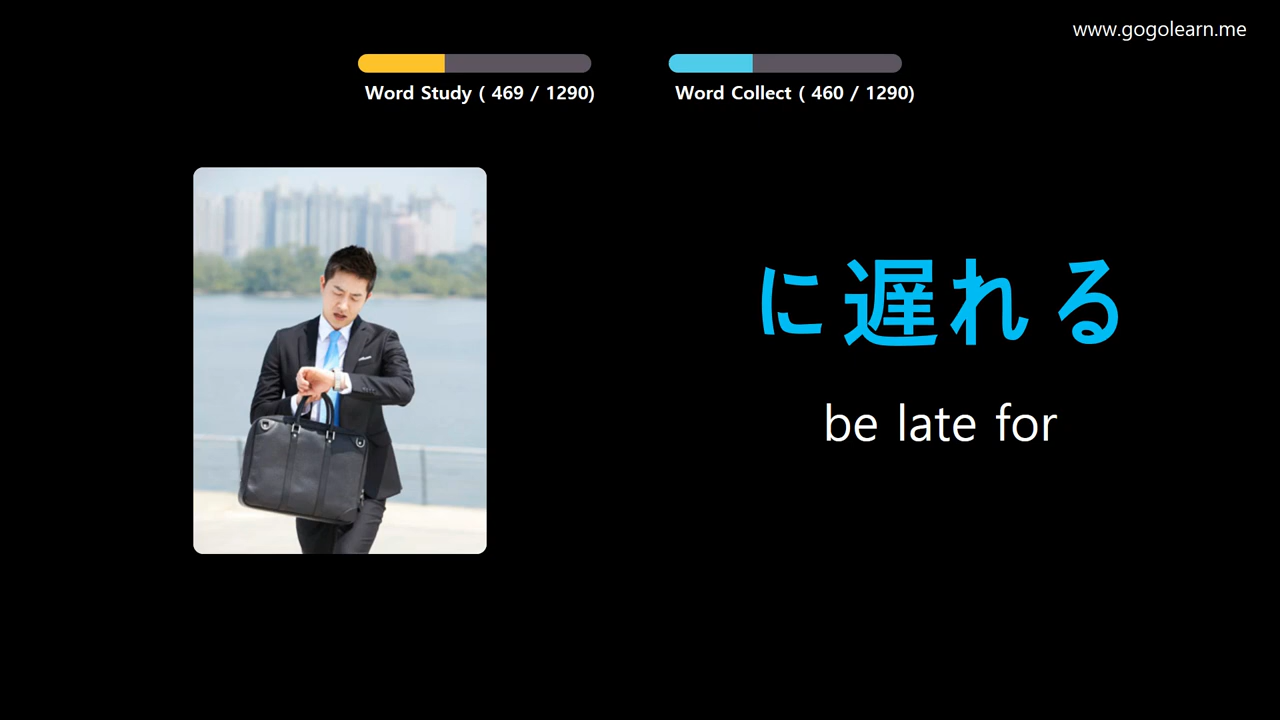 www.gogolearn.me
Word Study ( 469 / 1290)
Word Collect ( 460 / 1290)
に遅れる
be late for